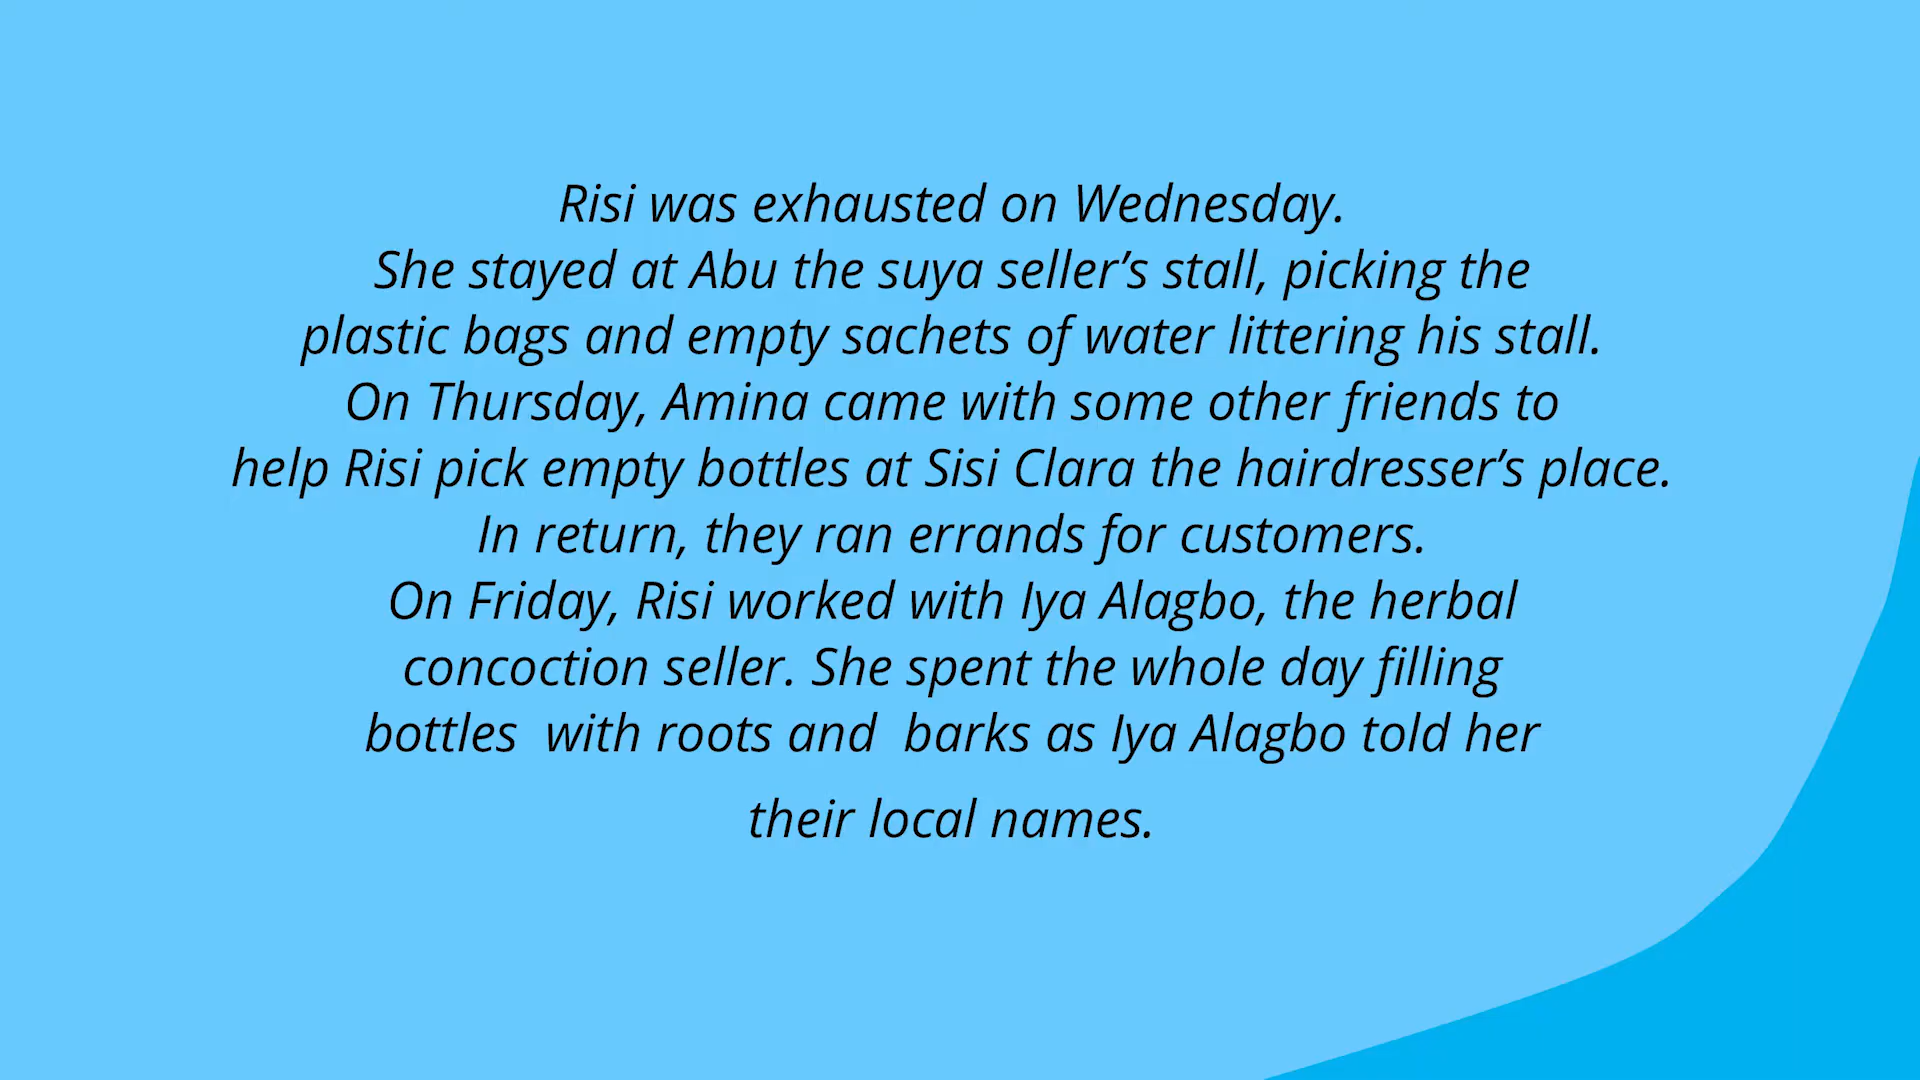 Risi was exhausted on Wednesday.
She stayed at Abu the suya seller’s stall, picking the
plastic bags and empty sachets of water littering his stall.
On Thursday, Amina came with some other friends to
help Risi pick empty bottles at Sisi Clara the hairdresser’s place.
In return, they ran errands for customers.
On Friday, Risi worked with Iya Alagbo, the herbal
concoction seller. She spent the whole day filling
bottles  with roots and  barks as Iya Alagbo told her
their local names.